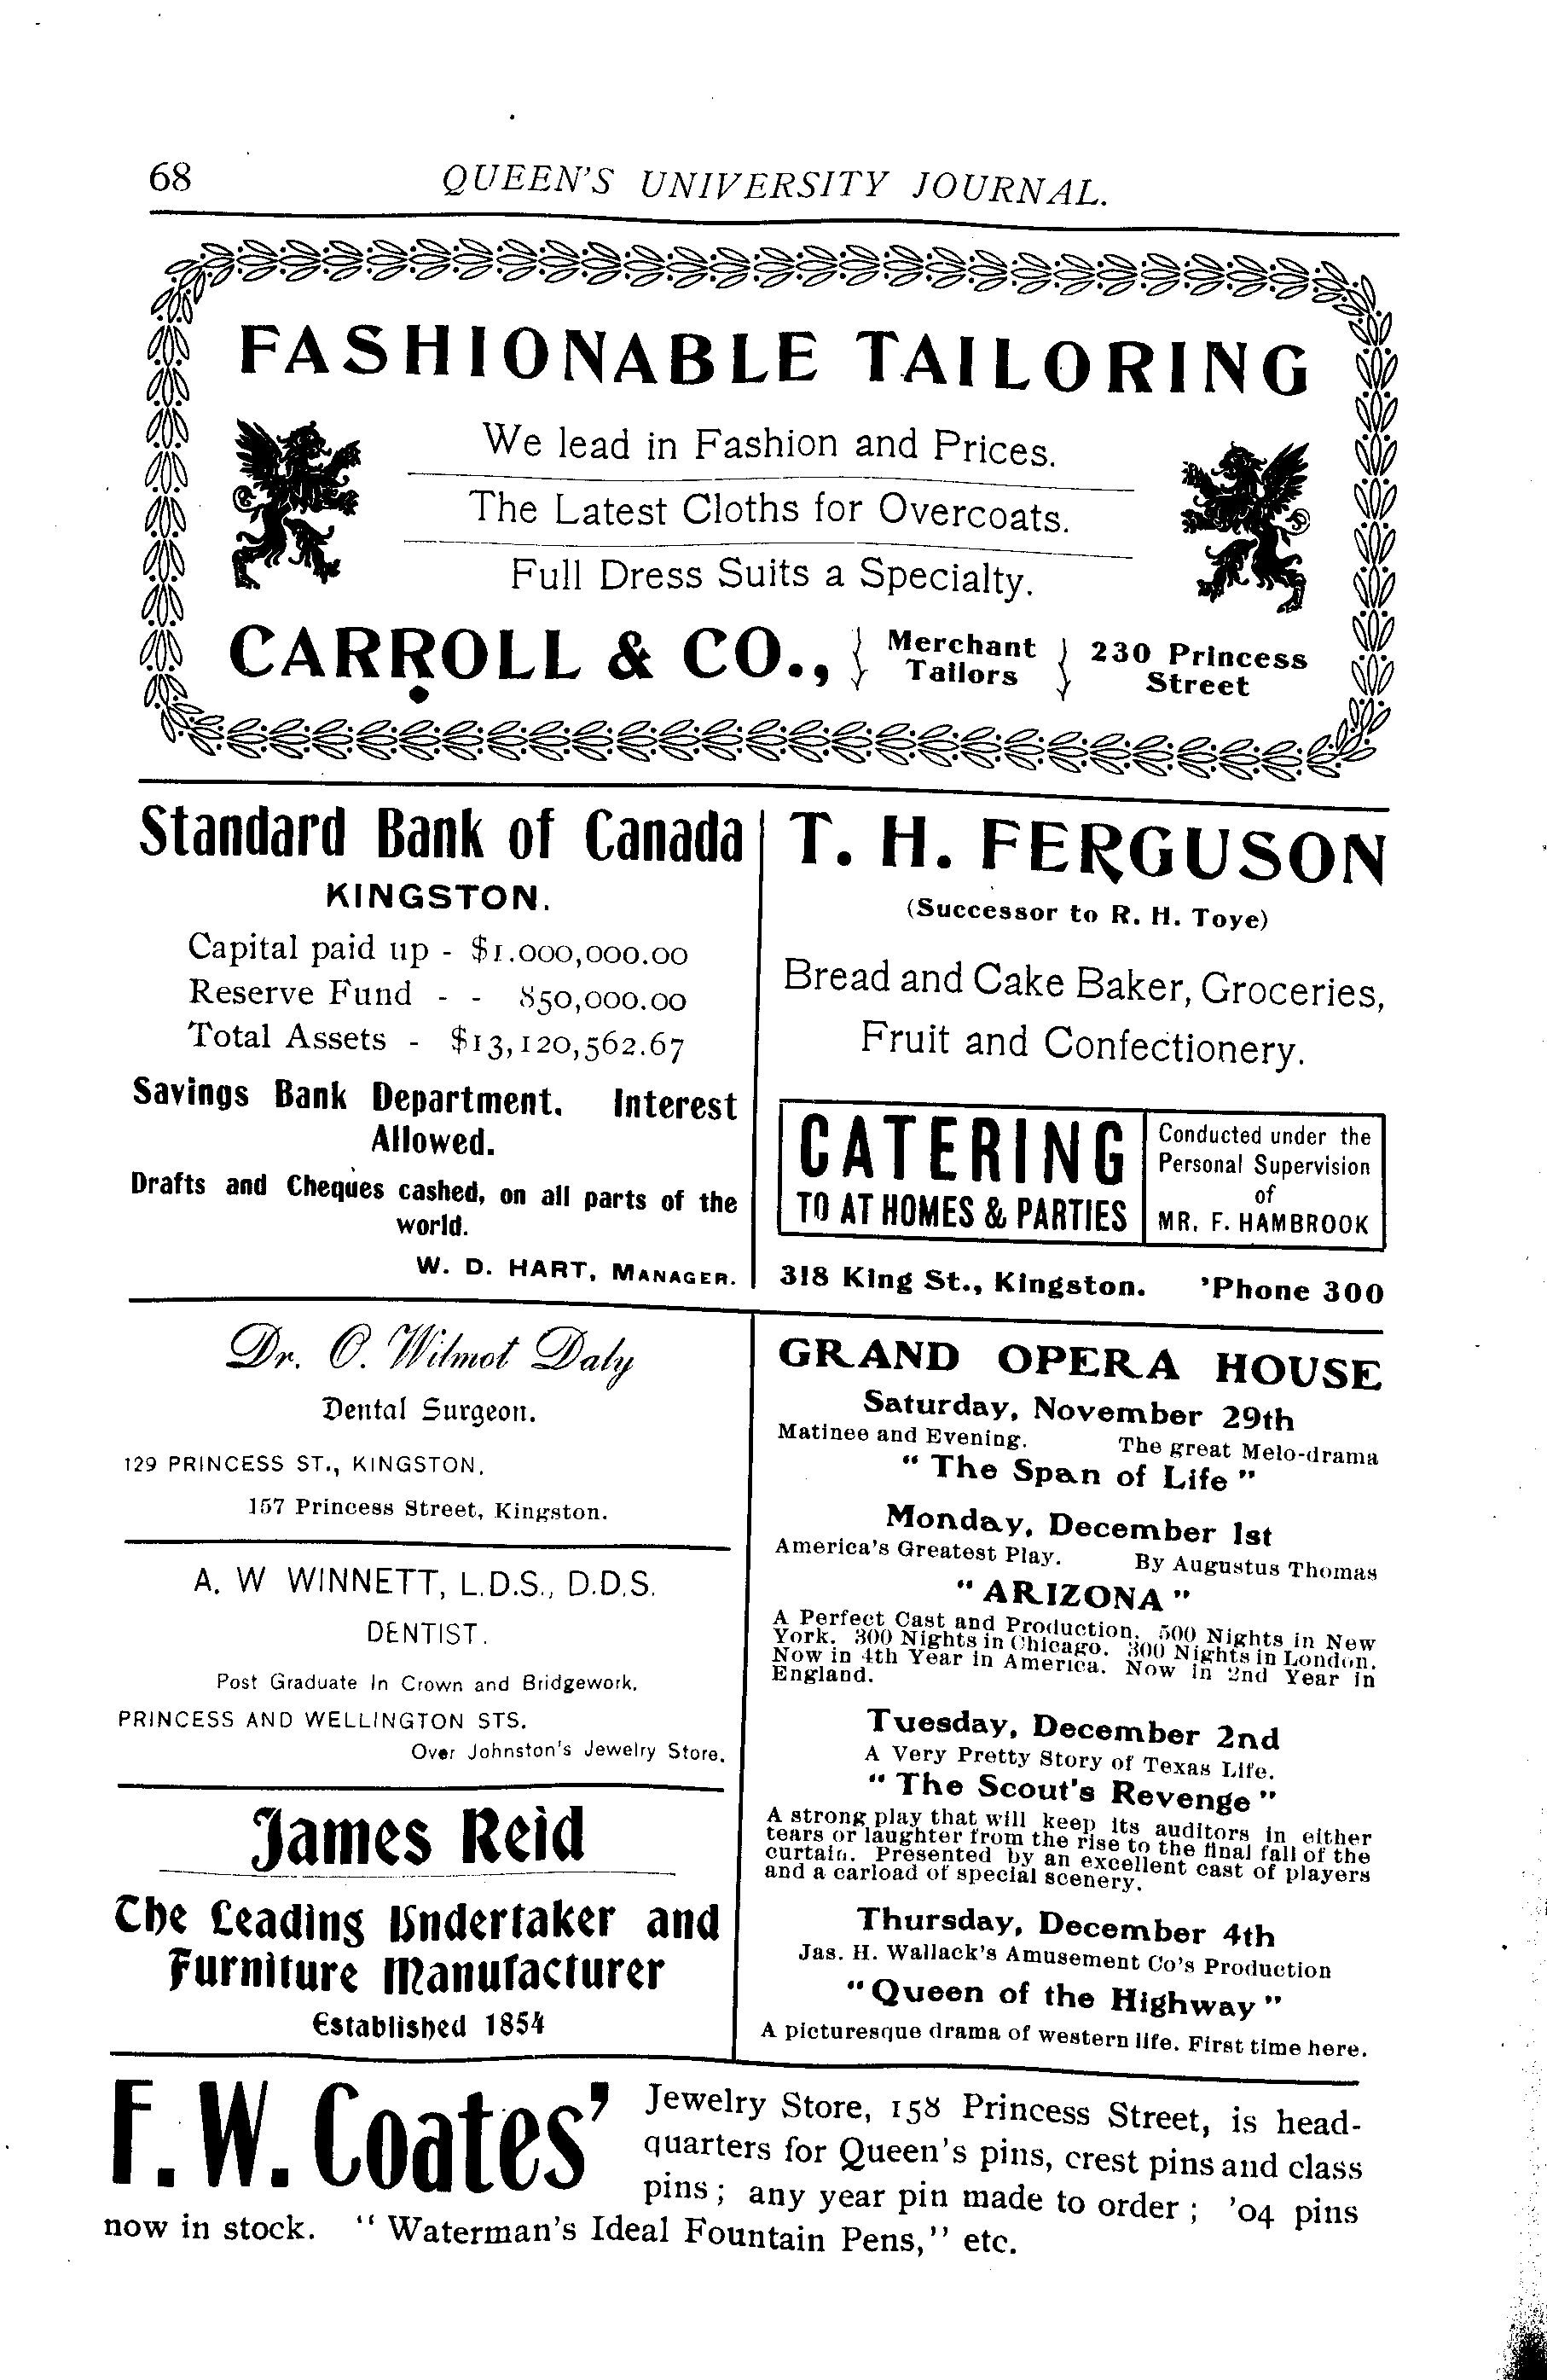 68
QUEEN'S UNIVERSITY JOURNAL.
FASHIONABLE TAILORING
We lead in Fashion and Prices.
The Latest Cloths for Overcoats.
Full Dress Suits a Specialty.
CARROLL & CO., { Merchant Tailors } 230 Princess Street
Standard Bank of Canada
KINGSTON.
Capital paid up - $1.000,000.00
Reserve Fund - - 850,000.00
Total Assets - $13,120,562.67
Savings Bank Department. Interest
Allowed.
Drafts and Cheques cashed, on all parts of the
world.
W. D. HART, MANAGER.
T. H. FERGUSON
(Successor to R. H. Toye)
Bread and Cake Baker, Groceries,
Fruit and Confectionery.
CATERING
TO AT HOMES & PARTIES
Conducted under the
Personal Supervision
of
MR. F. HAMBROOK
318 King St., Kingston. 'Phone 300
Dr. C. Wilmot Daly
Dental Surgeon.
129 PRINCESS ST., KINGSTON.
157 Princess Street, Kingston.
A. W WINNETT, L.D.S., D.D.S.
DENTIST.
Post Graduate in Crown and Bridgework.
PRINCESS AND WELLINGTON STS.
Over Johnston's Jewelry Store.
James Reid
The Leading Undertaker and
Furniture Manufacturer
Established 1854
GRAND OPERA HOUSE
Saturday, November 29th
Matinee and Evening. The great Melo-drama
"The Span of Life"
Monday, December 1st
America's Greatest Play. By Augustus Thomas
"ARIZONA"
A Perfect Cast and Production. 500 Nights in New
York. 300 Nights in Chicago. 300 Nights in London.
Now in 4th Year in America. Now in 2nd Year in
England.
Tuesday, December 2nd
A Very Pretty Story of Texas Life.
"The Scout's Revenge"
A strong play that will keep its auditors in either
tears or laughter from the rise to the final fall of the
curtain. Presented by an excellent cast of players
and a carload of special scenery.
Thursday, December 4th
Jas. H. Wallack's Amusement Co's Production
"Queen of the Highway"
A picturesque drama of western life. First time here.
F. W. Coates' Jewelry Store, 158 Princess Street, is head-
quarters for Queen's pins, crest pins and class
pins; any year pin made to order; '04 pins
now in stock. "Waterman's Ideal Fountain Pens," etc.